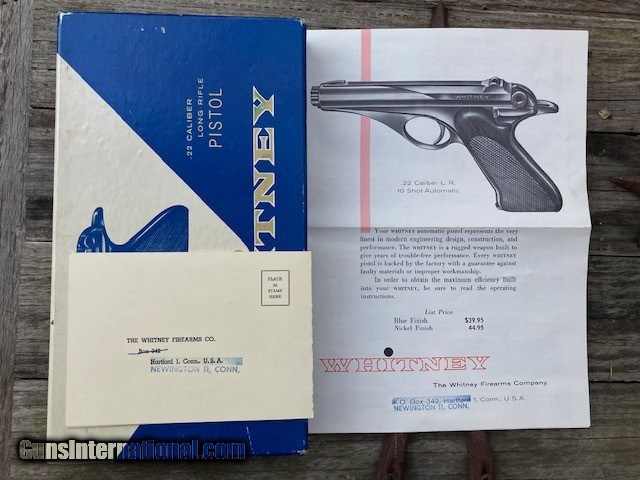 .22 CALIBER
LONG RIFLE
PISTOL
PLACE
STAMP
HERE
THE WHITNEY FIREARMS CO.
Box 342
Hartford 1, Conn., U.S.A.
NEWINGTON 11, CONN.
WHITNEY
.22 Caliber L. R.
10 Shot Automatic
Your WHITNEY automatic pistol represents the very
finest in modern engineering design, construction, and
performance. The WHITNEY is a rugged weapon built to
give years of trouble-free performance. Every WHITNEY
pistol is backed by the factory with a guarantee against
faulty materials or improper workmanship.
In order to obtain the maximum efficiency built
into your WHITNEY, be sure to read the operating
instructions.
List Price
Blue Finish $39.95
Nickel Finish 44.95
WHITNEY
The Whitney Firearms Company
P.O. Box 342, Hartford 1, Conn., U.S.A.
NEWINGTON 11, CONN.
GunsInternational.com